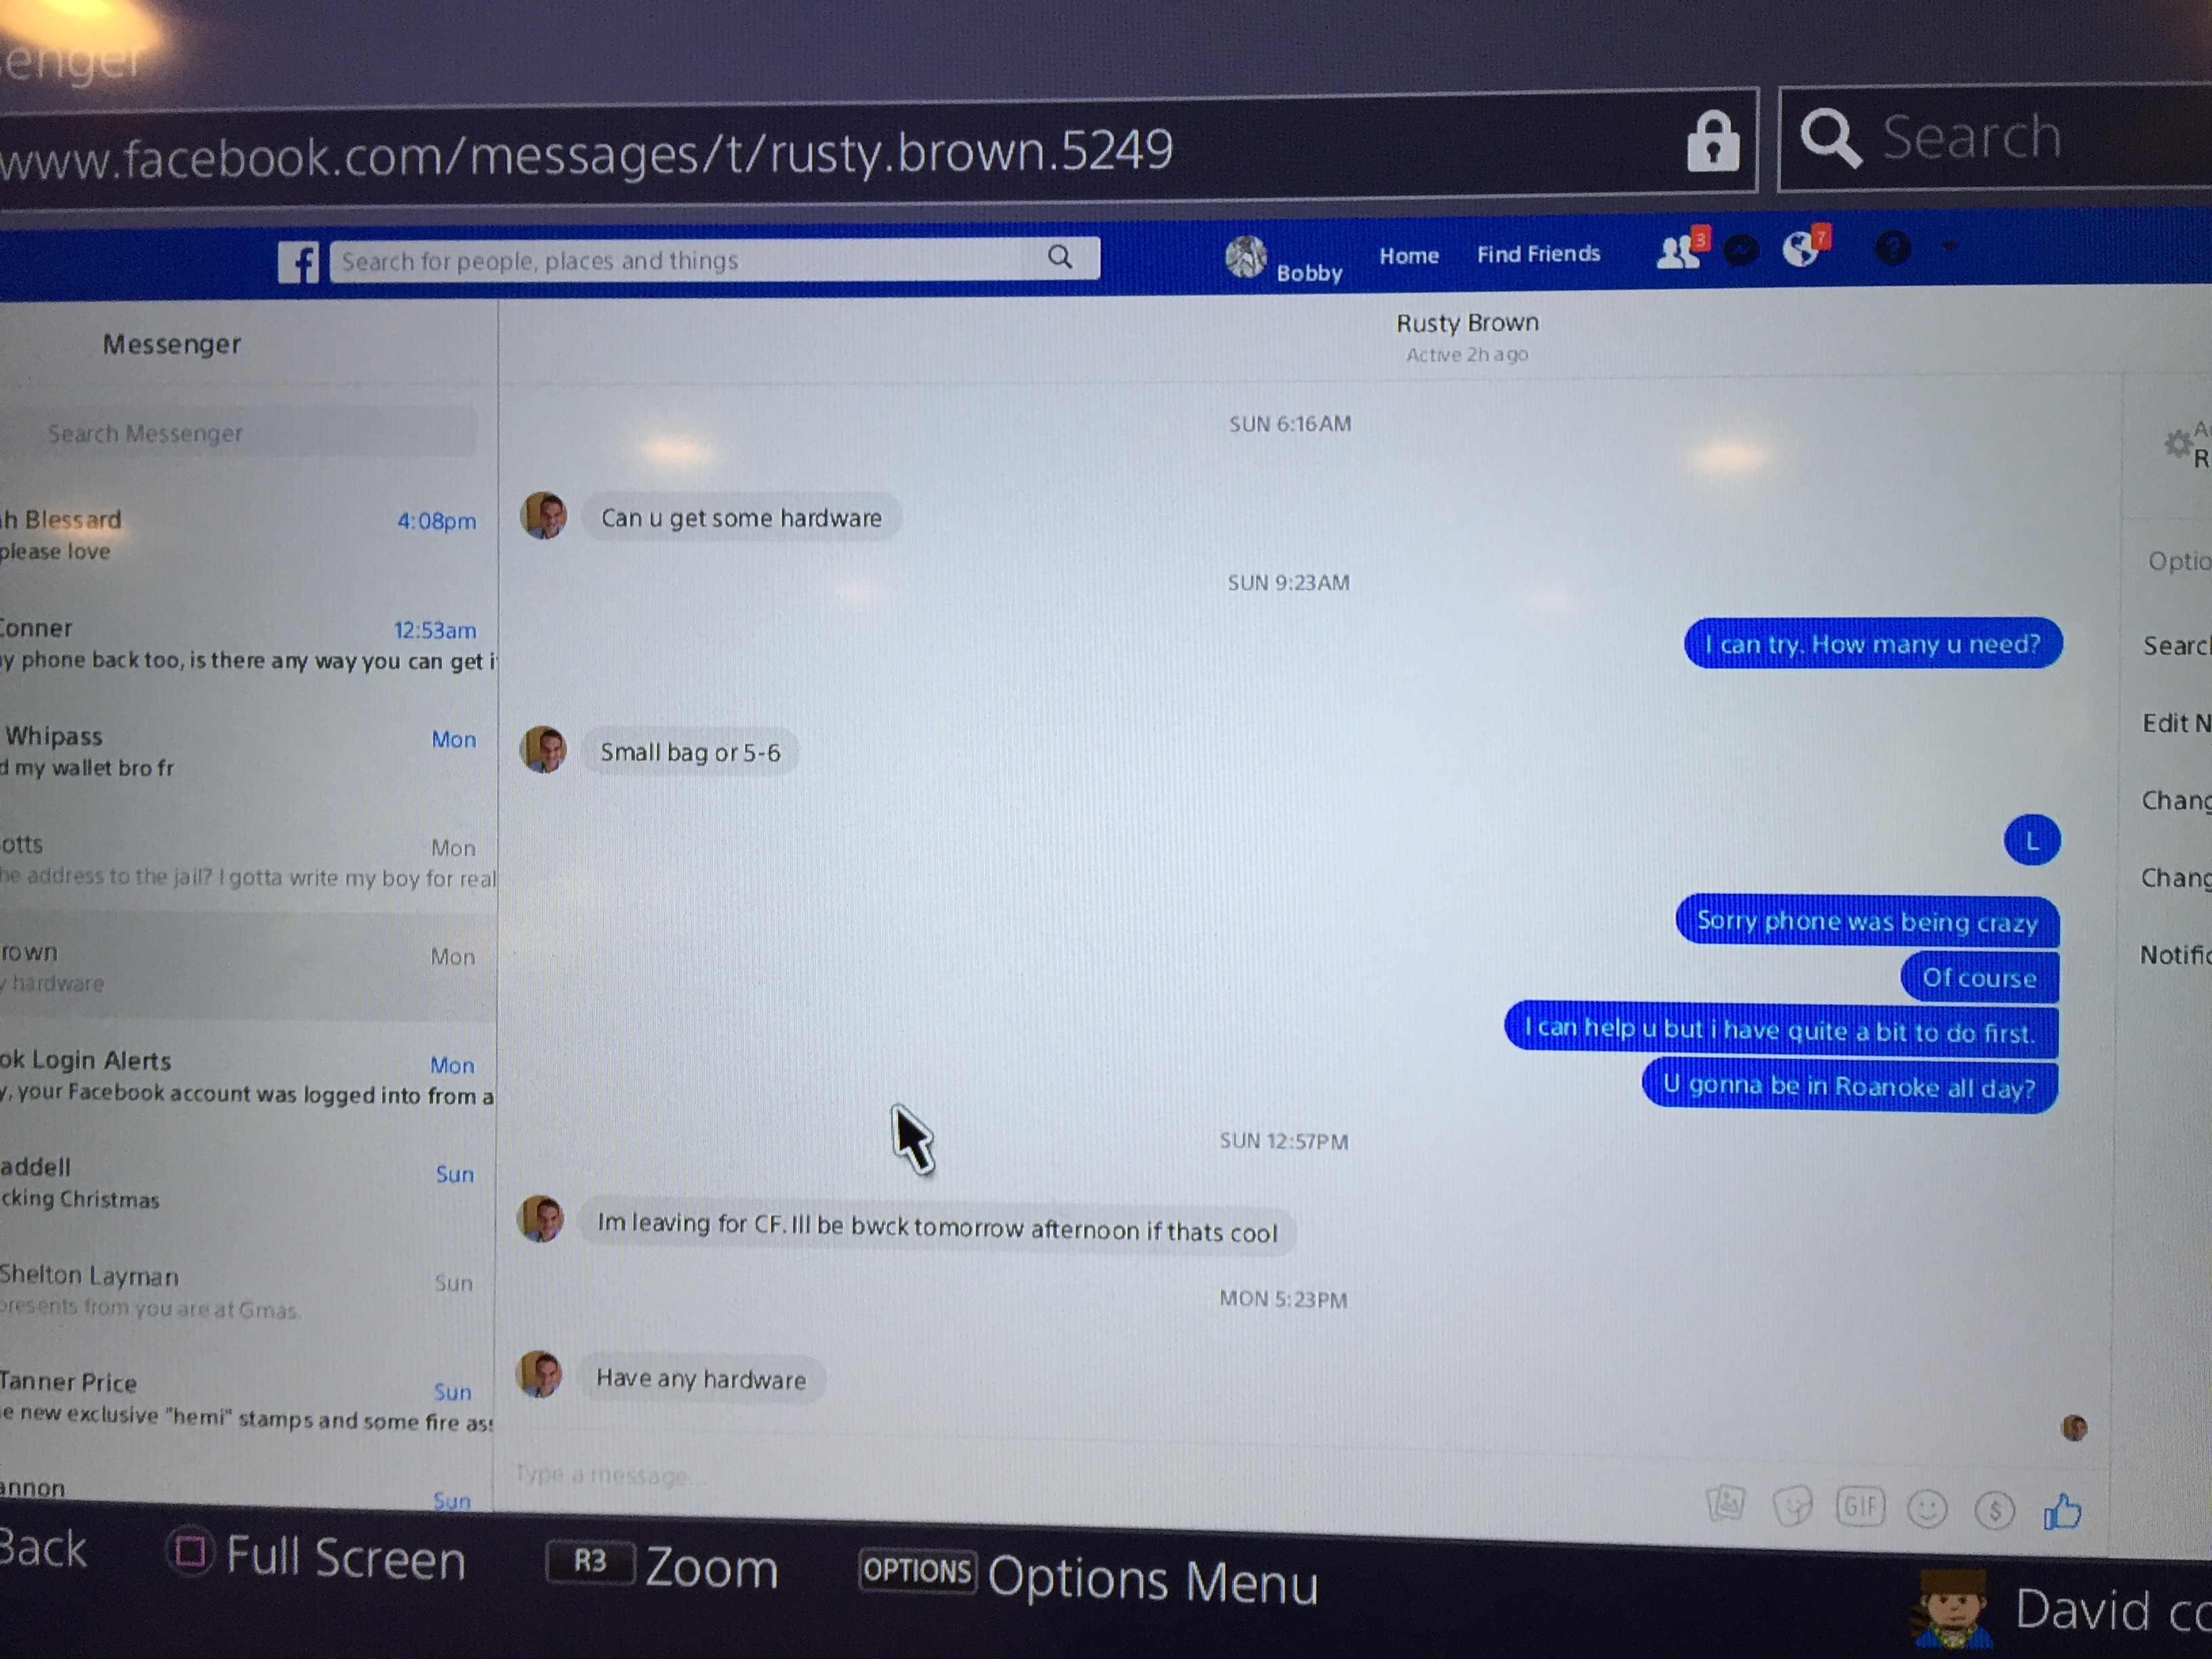 enger
www.facebook.com/messages/t/rusty.brown.5249
Search
f
Search for people, places and things
Bobby
Home
Find Friends
3
7
?
Messenger
Search Messenger
h Blessard
4:08pm
please love
Conner
12:53am
y phone back too, is there any way you can get
Whipass
Mon
d my wallet bro fr
otts
Mon
he address to the jail? I gotta write my boy for real
rown
Mon
y hardware
ok Login Alerts
Mon
y, your Facebook account was logged into from a
addell
Sun
cking Christmas
Shelton Layman
Sun
presents from you are at Gmas.
Tanner Price
Sun
e new exclusive "hemi" stamps and some fire
annon
Sun
Rusty Brown
Active 2h ago
SUN 6:16AM
Can u get some hardware
SUN 9:23AM
I can try. How many u need?
Small bag or 5-6
L
Sorry phone was being crazy
Of course
I can help u but i have quite a bit to do first.
U gonna be in Roanoke all day?
SUN 12:57PM
Im leaving for CF. Ill be bwck tomorrow afternoon if thats cool
MON 5:23PM
Have any hardware
Type a message...
GIF
$
R
Optio
Searc
Edit N
Chang
Chang
Notific
Back
Full Screen
R3
Zoom
OPTIONS
Options Menu
David co